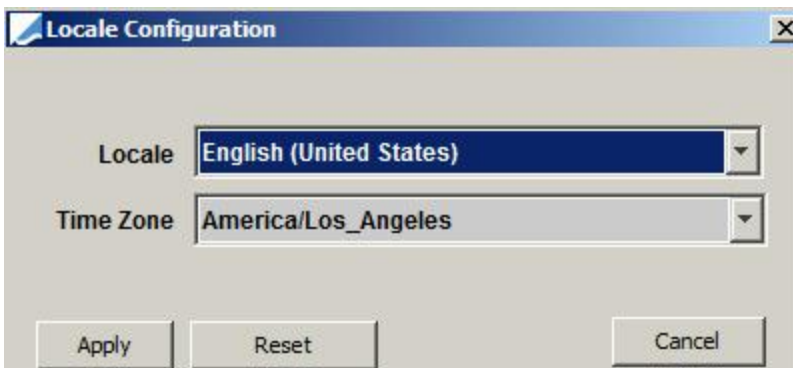 Locale Configuration
Locale English (United States)
Time Zone America/Los_Angeles
Apply Reset Cancel